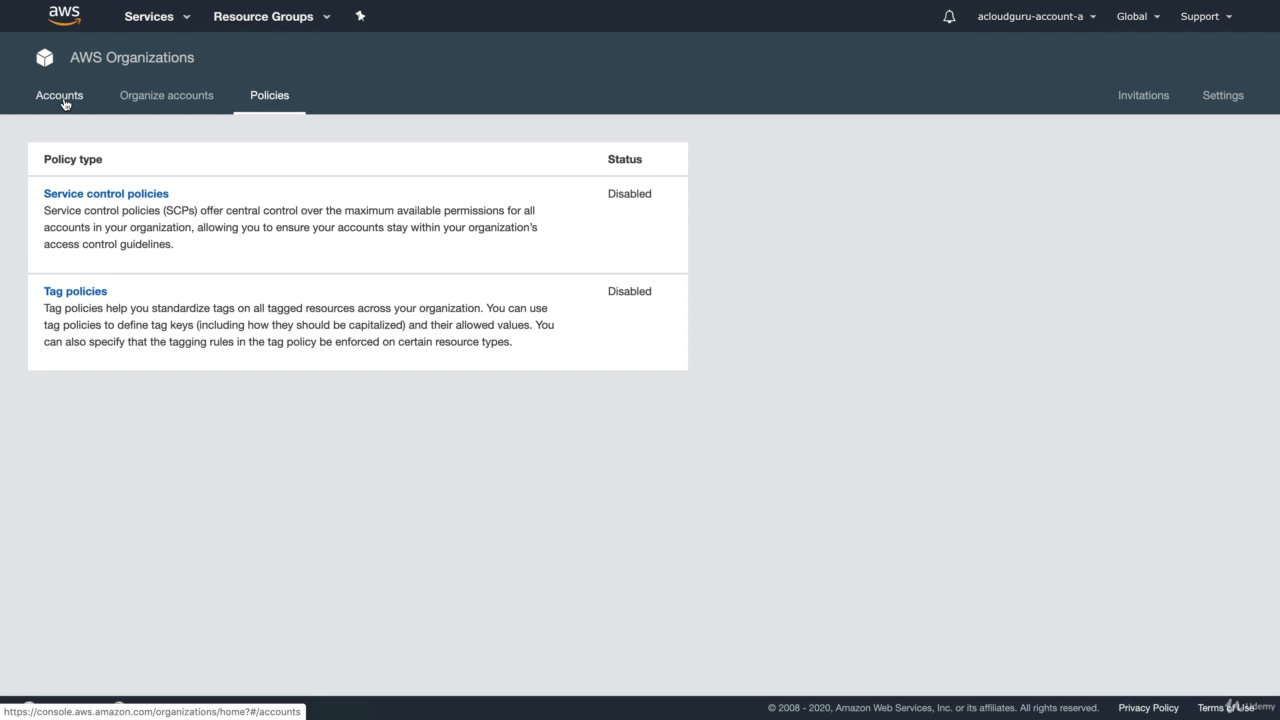 aws Services Resource Groups acloudguru-account-a Global Support
AWS Organizations
Accounts Organize accounts Policies Invitations Settings
Policy type Status
Service control policies Disabled
Service control policies (SCPs) offer central control over the maximum available permissions for all
accounts in your organization, allowing you to ensure your accounts stay within your organization's
access control guidelines.
Tag policies Disabled
Tag policies help you standardize tags on all tagged resources across your organization. You can use
tag policies to define tag keys (including how they should be capitalized) and their allowed values. You
can also specify that the tagging rules in the tag policy be enforced on certain resource types.
https://console.aws.amazon.com/organizations/home?#/accounts © 2008 - 2020, Amazon Web Services, Inc. or its affiliates. All rights reserved. Privacy Policy Terms of Use Udemy